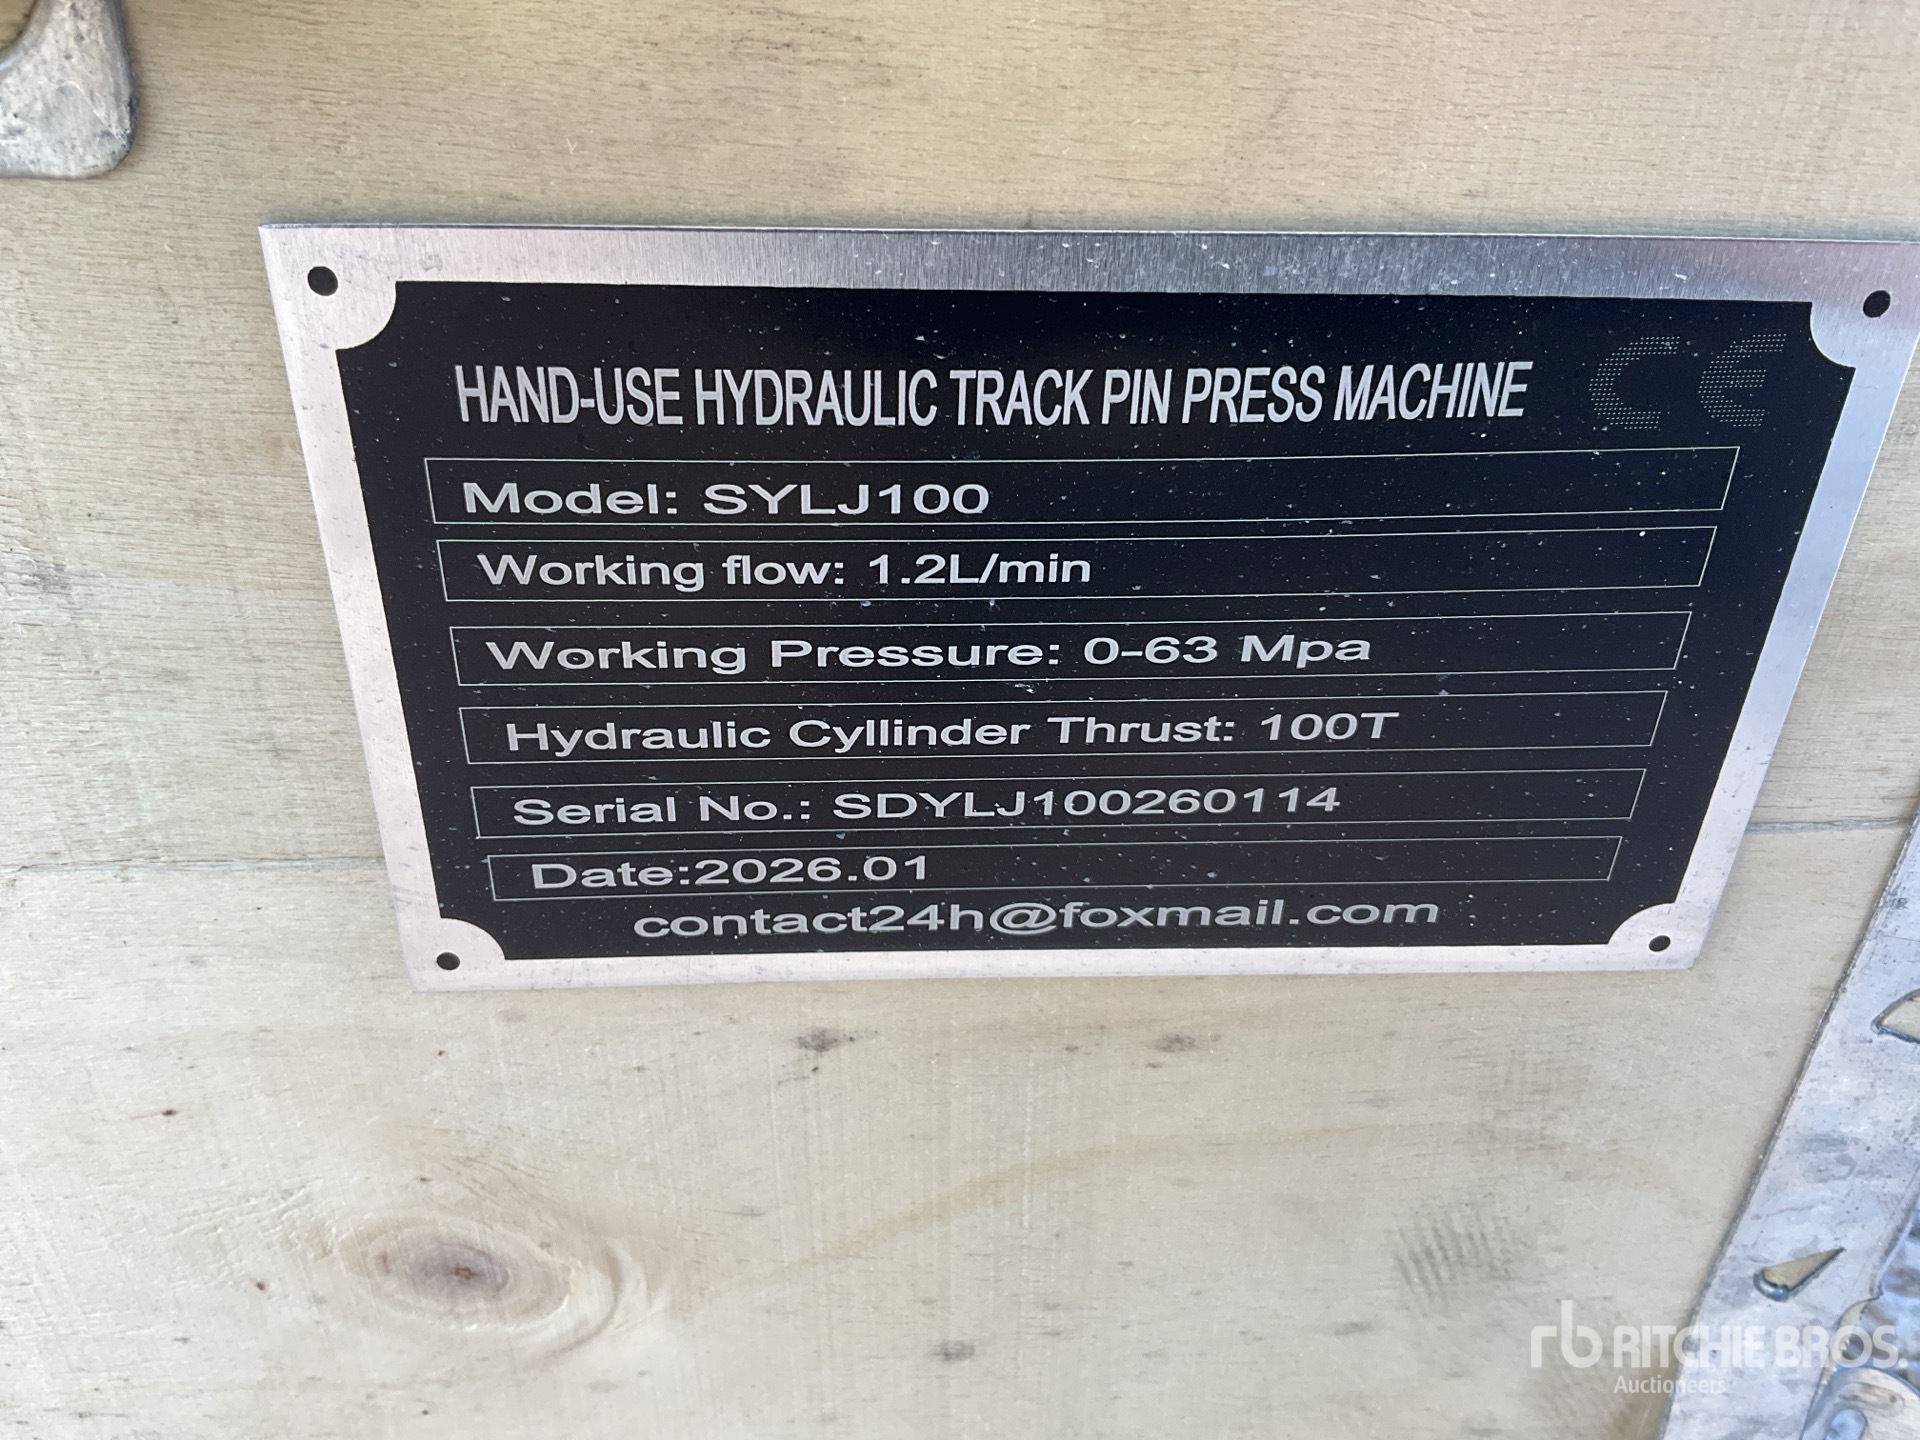 HAND-USE HYDRAULIC TRACK PIN PRESS MACHINE CE
Model: SYLJ100
Working flow: 1.2L/min
Working Pressure: 0-63 Mpa
Hydraulic Cyllinder Thrust: 100T
Serial No.: SDYLJ100260114
Date:2026.01
contact24h@foxmail.com
rb RITCHIE BROS.
Auctioneers